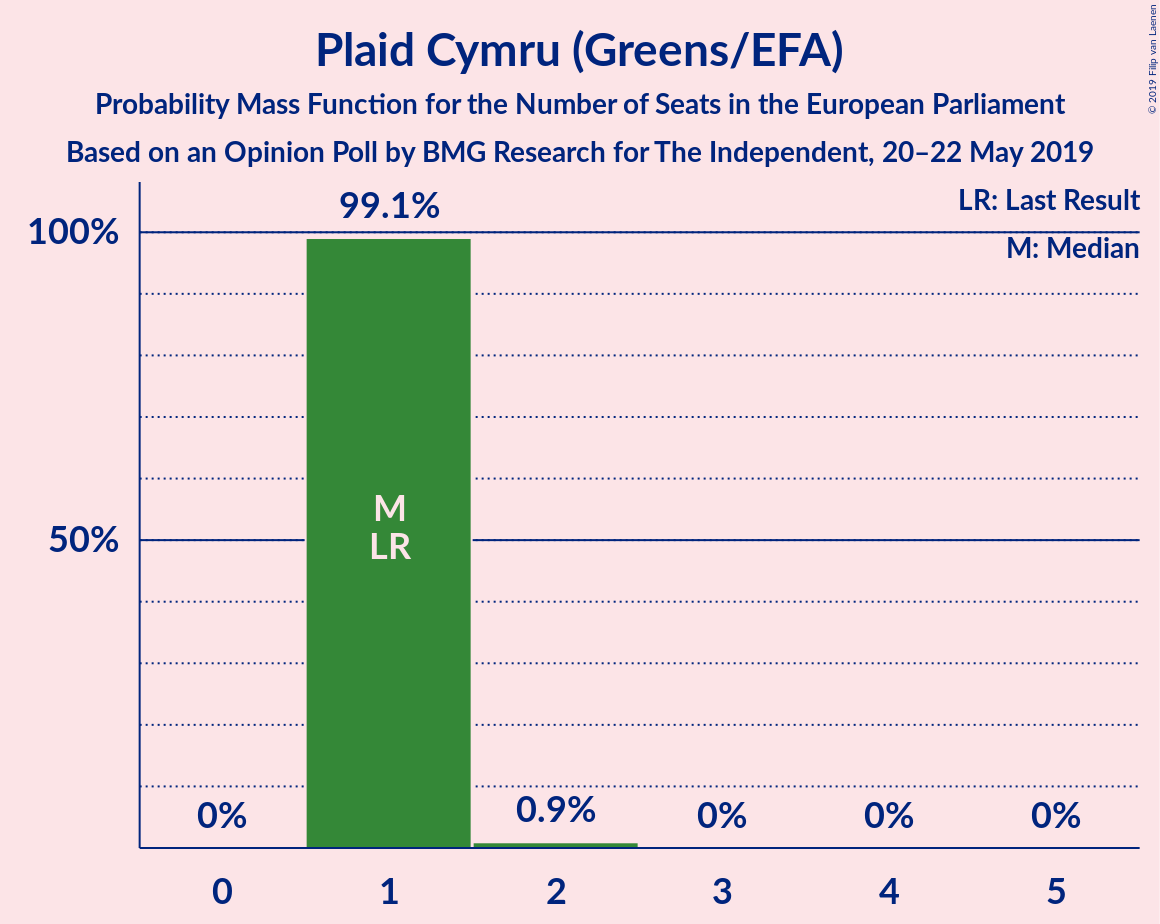 Plaid Cymru (Greens/EFA)
Probability Mass Function for the Number of Seats in the European Parliament
Based on an Opinion Poll by BMG Research for The Independent, 20–22 May 2019
© 2019 Filip van Laenen
LR: Last Result
M: Median
99.1%
100%
M
50%
LR
0%
0.9%
0%
0%
0%
0
1
2
3
4
5